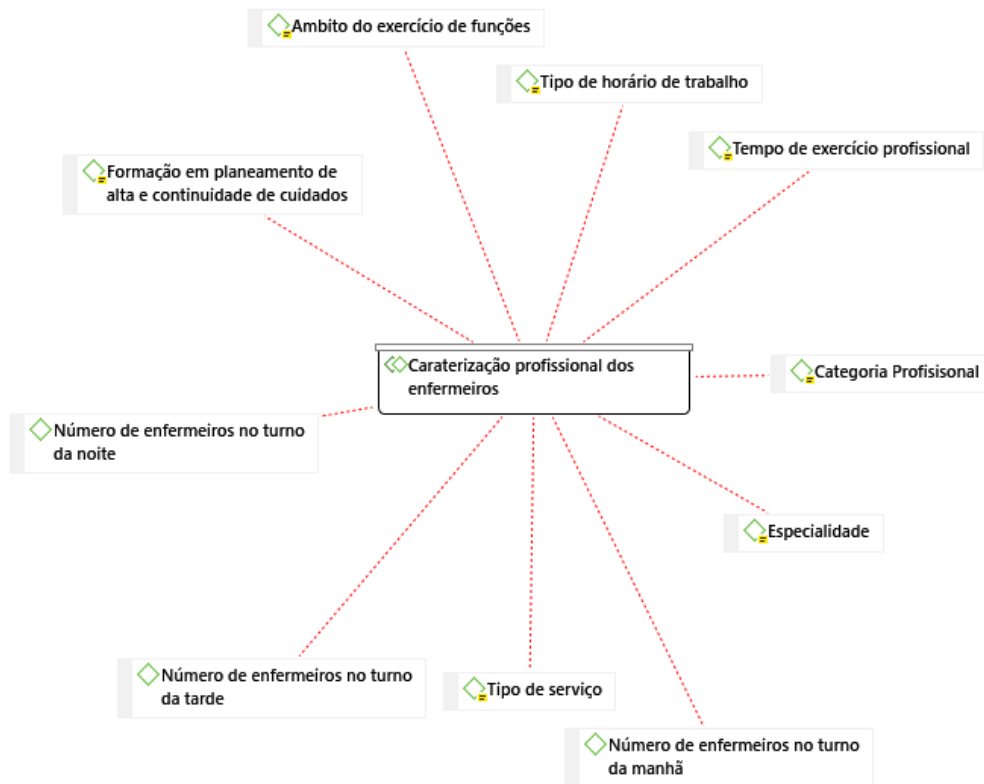 Ambito do exercício de funções
Tipo de horário de trabalho
Tempo de exercício profissional
Formação em planeamento de
alta e continuidade de cuidados
Caraterização profissional dos
enfermeiros
Categoria Profisisonal
Número de enfermeiros no turno
da noite
Especialidade
Número de enfermeiros no turno
da tarde
Tipo de serviço
Número de enfermeiros no turno
da manhã